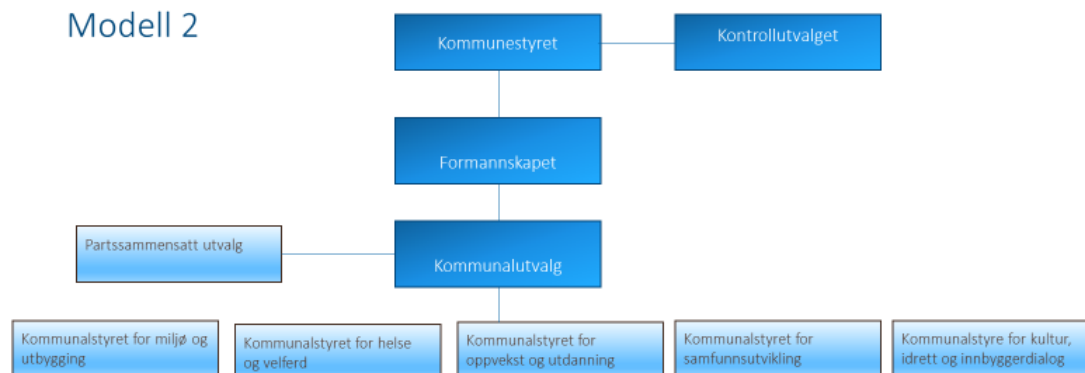 Modell 2
Kommunestyret
Kontrollutvalget
Formannskapet
Partssammensatt utvalg
Kommunalutvalg
Kommunalstyret for miljø og
utbygging
Kommunalstyret for helse
og velferd
Kommunalstyret for
oppvekst og utdanning
Kommunalstyret for
samfunnsutvikling
Kommunalstyre for kultur,
idrett og innbyggerdialog